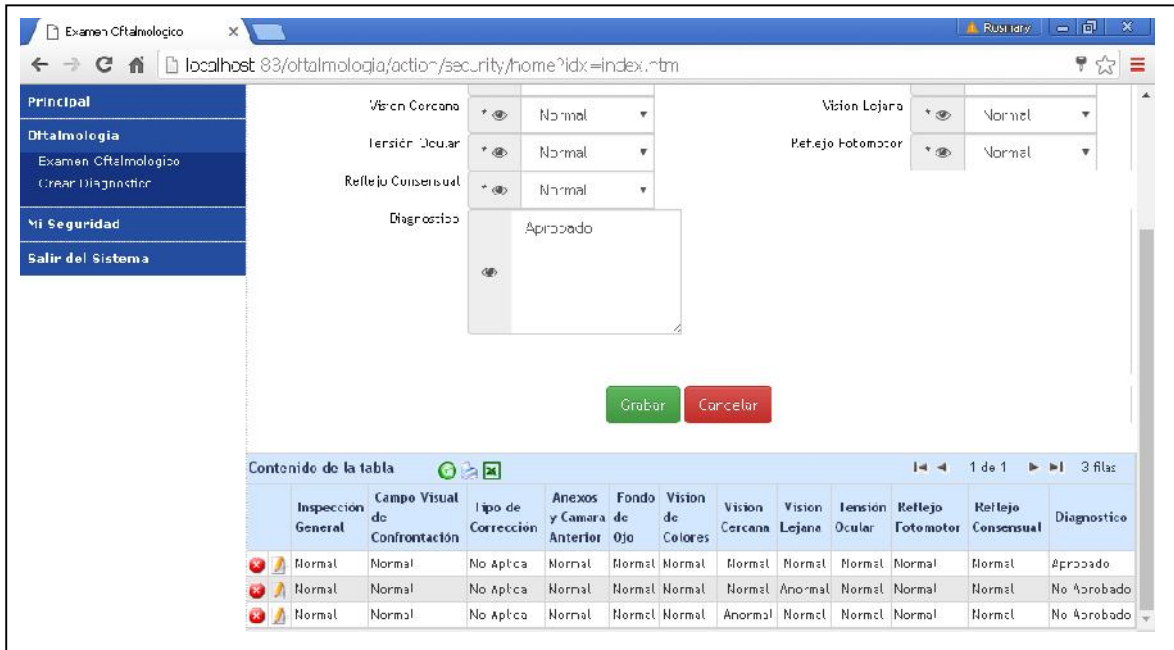 Examen Oftalmologico
Rosmary
localhost:83/oftalmologia/action/security/home?idx=index.htm
Principal
Oftalmologia
Examen Oftalmologico
Crear Diagnostico
Mi Seguridad
Salir del Sistema
Vision Cercana * Normal
Vision Lejana * Normal
Tensión Ocular * Normal
Reflejo Fotomotor * Normal
Reflejo Consensual * Normal
Diagnostico
Aprobado
Grabar Cancelar
Contenido de la tabla 1 de 1 3 filas
Inspección General Campo Visual de Confrontación Tipo de Corrección Anexos y Camara Anterior Fondo de Ojo Vision de Colores Vision Cercana Vision Lejana Tensión Ocular Reflejo Fotomotor Reflejo Consensual Diagnostico
Normal Normal No Aplica Normal Normal Normal Normal Normal Normal Normal Normal Aprobado
Normal Normal No Aplica Normal Normal Normal Normal Anormal Normal Normal Normal No Aprobado
Normal Normal No Aplica Normal Normal Normal Anormal Normal Normal Normal Normal No Aprobado